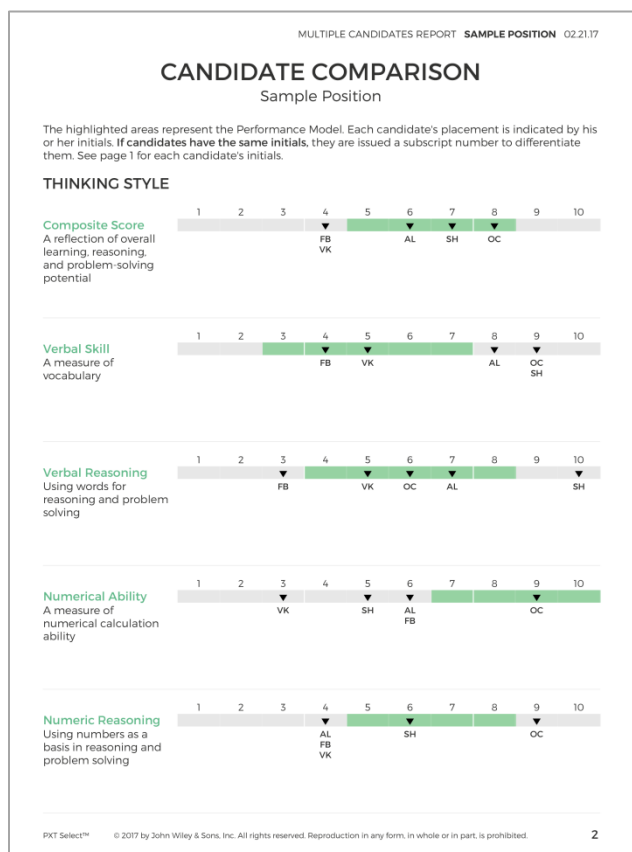 MULTIPLE CANDIDATES REPORT SAMPLE POSITION 02.21.17
CANDIDATE COMPARISON
Sample Position
The highlighted areas represent the Performance Model. Each candidate's placement is indicated by his
or her initials. If candidates have the same initials, they are issued a subscript number to differentiate
them. See page 1 for each candidate's initials.
THINKING STYLE
1 2 3 4 5 6 7 8 9 10
Composite Score
A reflection of overall
learning, reasoning,
and problem-solving
potential
FB AL SH OC
VK
1 2 3 4 5 6 7 8 9 10
Verbal Skill
A measure of
vocabulary
FB VK AL OC
SH
1 2 3 4 5 6 7 8 9 10
Verbal Reasoning
Using words for
reasoning and problem
solving
FB VK OC AL SH
1 2 3 4 5 6 7 8 9 10
Numerical Ability
A measure of
numerical calculation
ability
VK SH AL OC
FB
1 2 3 4 5 6 7 8 9 10
Numeric Reasoning
Using numbers as a
basis in reasoning and
problem solving
AL SH OC
FB
VK
PXT Select™ © 2017 by John Wiley & Sons, Inc. All rights reserved. Reproduction in any form, in whole or in part, is prohibited. 2